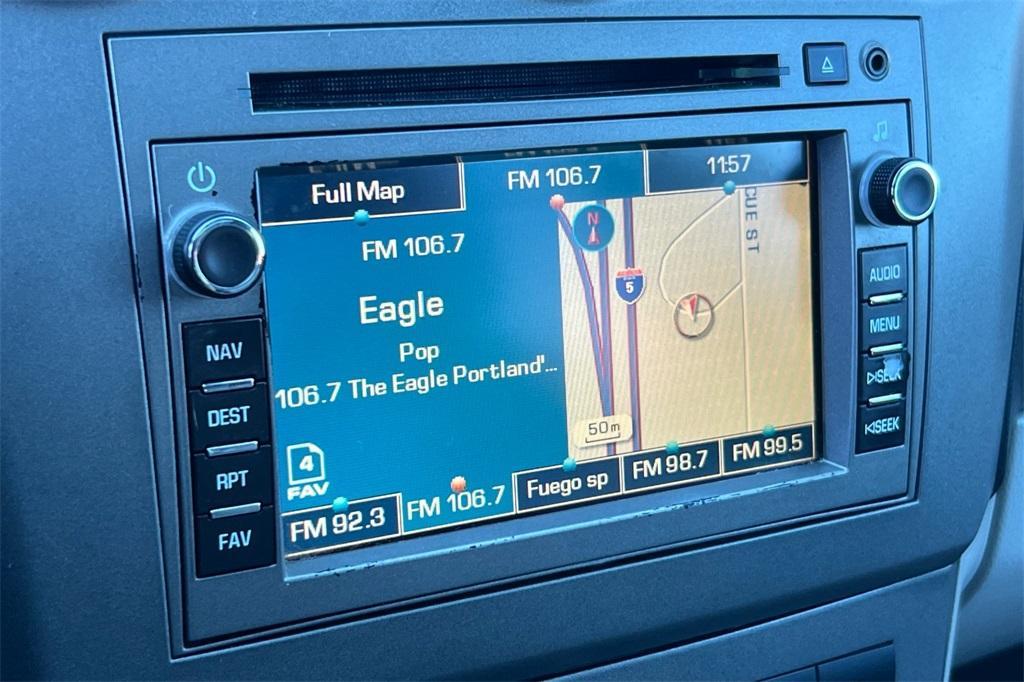 Full Map
FM 106.7
11:57
FM 106.7
Eagle
Pop
106.7 The Eagle Portland'...
N
5
CUE ST
50m
4
FAV
FM 92.3
FM 106.7
Fuego sp
FM 98.7
FM 99.5
NAV
DEST
RPT
FAV
AUDIO
MENU
SEEK
SEEK